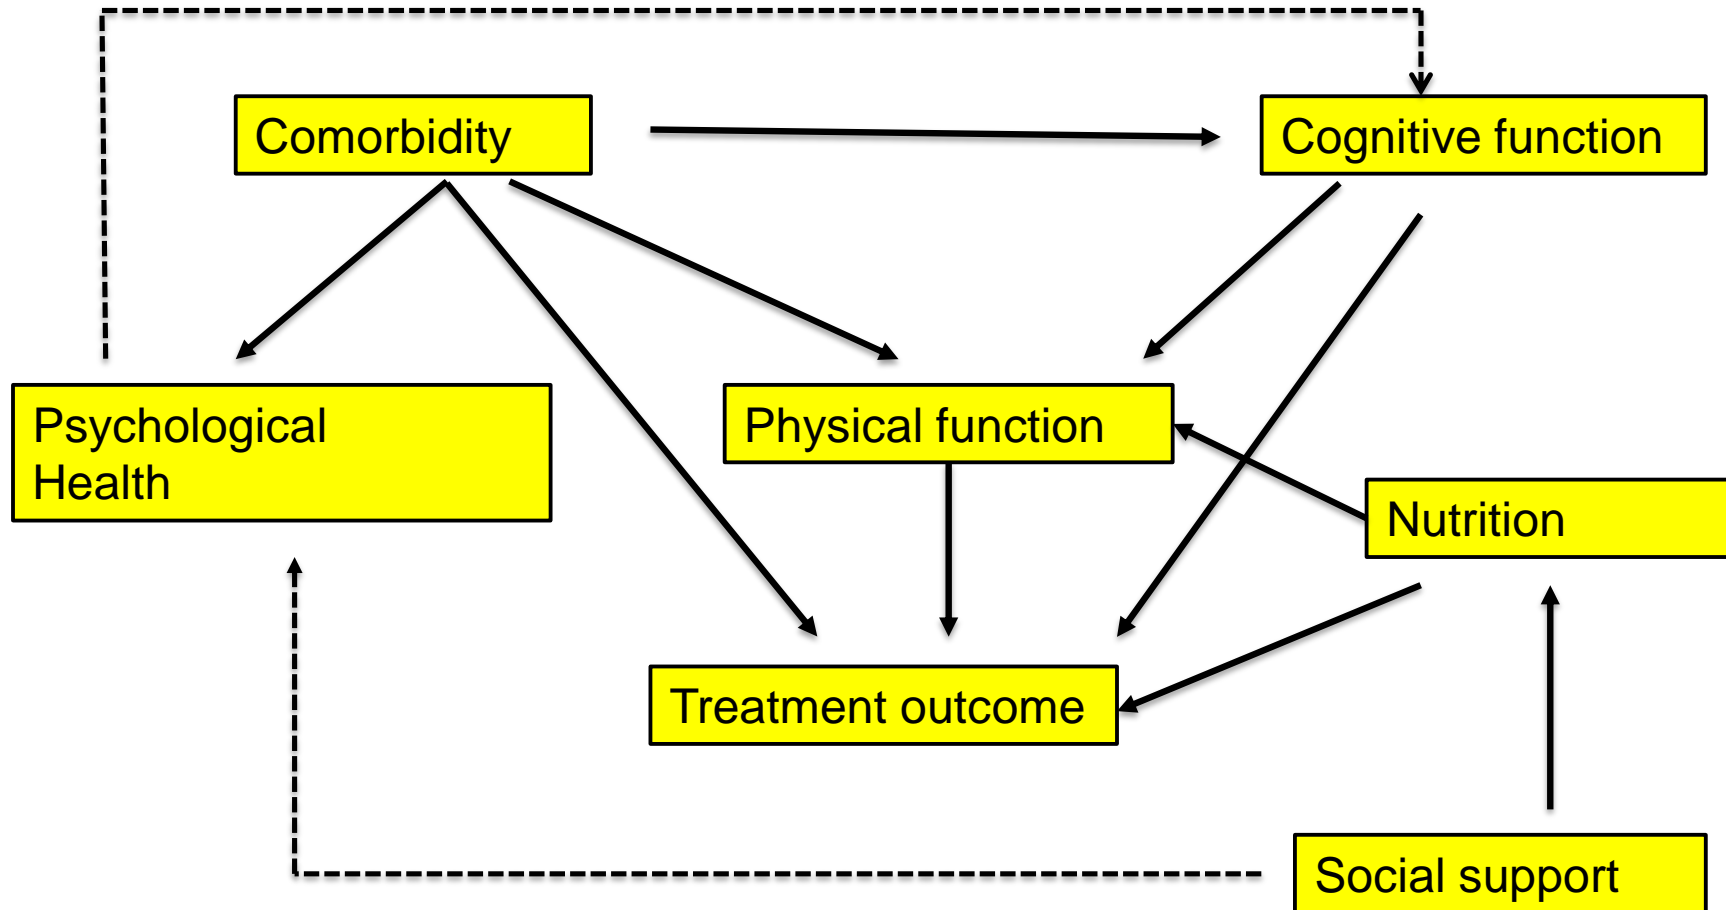 Comorbidity
Cognitive function
Psychological
Health
Physical function
Nutrition
Treatment outcome
Social support